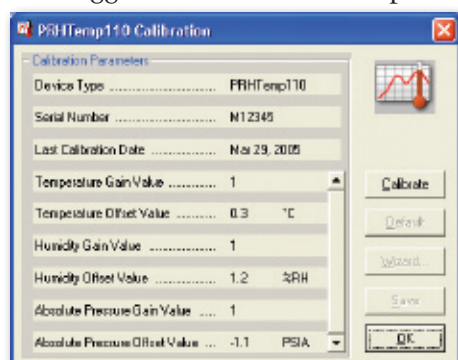 PRHTemp110 Calibration
Calibration Parameters
Device Type ........................ PRHTemp110
Serial Number ....................... M12345
Last Calibration Date ................ Mar 29, 2005
Temperature Gain Value ............. 1
Temperature Offset Value .......... 0.3 °C
Humidity Gain Value ................. 1
Humidity Offset Value ............... 1.2 %RH
Absolute Pressure Gain Value ..... 1
Absolute Pressure Offset Value ... -1.1 PSIA
Calibrate
Default
Wizard...
Save
OK